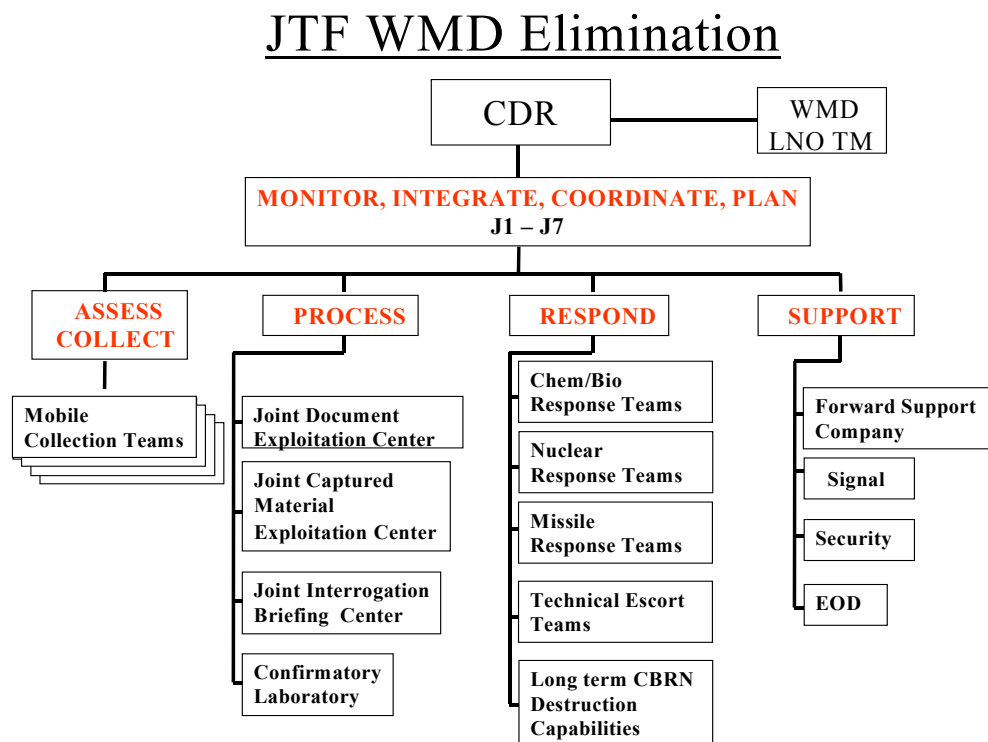 JTF WMD Elimination
CDR
WMD
LNO TM
MONITOR, INTEGRATE, COORDINATE, PLAN
J1 – J7
ASSESS
COLLECT
Mobile
Collection Teams
PROCESS
Joint Document
Exploitation Center
Joint Captured
Material
Exploitation Center
Joint Interrogation
Briefing Center
Confirmatory
Laboratory
RESPOND
Chem/Bio
Response Teams
Nuclear
Response Teams
Missile
Response Teams
Technical Escort
Teams
Long term CBRN
Destruction
Capabilities
SUPPORT
Forward Support
Company
Signal
Security
EOD